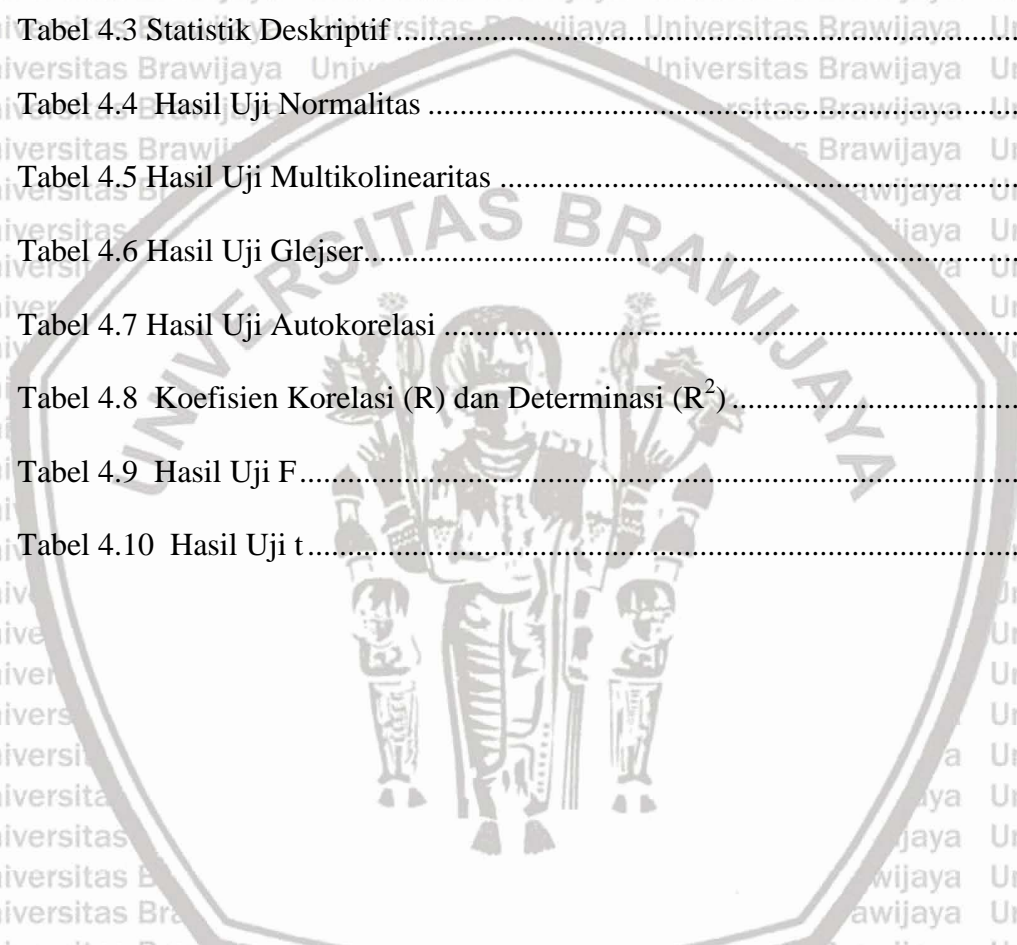 Tabel 4.3 Statistik Deskriptif ........................................................................
Tabel 4.4  Hasil Uji Normalitas ........................................................................
Tabel 4.5 Hasil Uji Multikolinearitas ........................................................................
Tabel 4.6 Hasil Uji Glejser........................................................................
Tabel 4.7 Hasil Uji Autokorelasi ........................................................................
Tabel 4.8  Koefisien Korelasi (R) dan Determinasi (R²) ........................................
Tabel 4.9  Hasil Uji F........................................................................
Tabel 4.10  Hasil Uji t........................................................................
UNIVERSITAS BRAWIJAYA